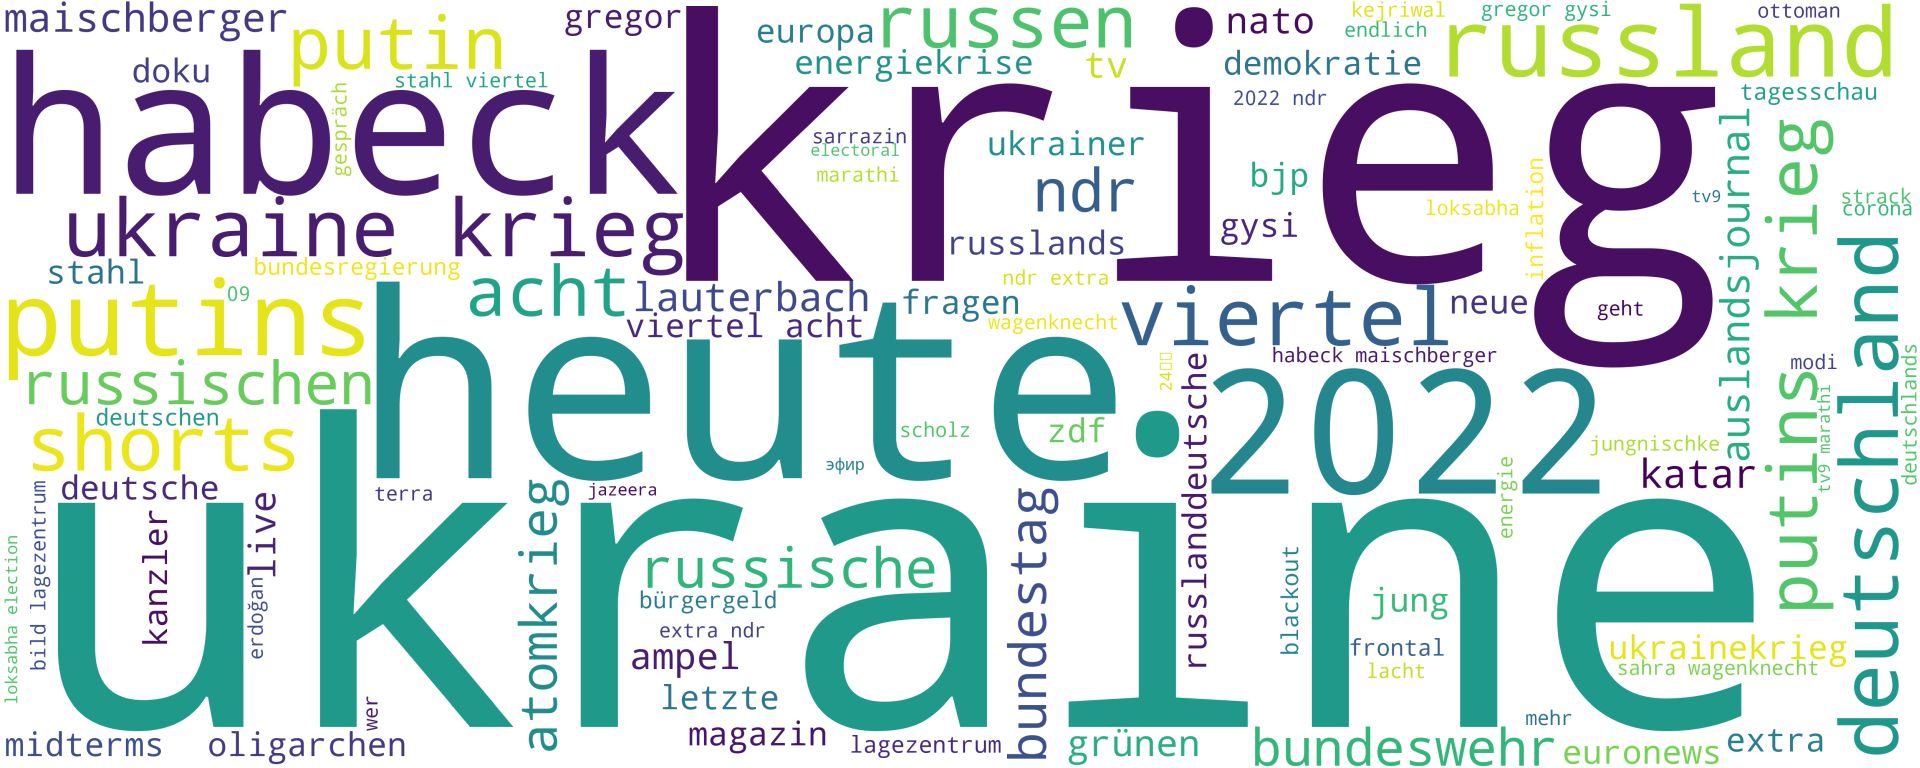 maischberger
gregor
russen
nato
kejriwal
gregor gysi
ottoman
putin
europa
endlich
russland
doku
stahl viertel
energiekrise
tv
demokratie
habeck
krieg
2022 ndr
tagesschau
gespräch
sarrazin
electoral
marathi
ukrainer
ndr
bjp
loksabha
inflation
tv9
auslandsjournal
putins krieg
strack
corona
ukraine krieg
russlands
gysi
stahl
bundesregierung
09
acht
lauterbach
ndr extra
fragen
viertel
neue
geht
putins
viertel acht
wagenknecht
heute
habeck maischberger
modi
deutschlands
russischen
2022
russlanddeutsche
deutschen
scholz
zdf
jungnischke
tv9 marathi
deutschland
shorts
эфир
katar
deutsche
terra
jazeera
energie
bild lagezentrum
kanzler
live
erdoğan
loksabha election
ukraine
atomkrieg
russische
bundestag
blackout
jung
bürgergeld
extra ndr
ampel
frontal
lacht
ukrainekrieg
sahra wagenknecht
letzte
wer
mehr
midterms
oligarchen
magazin
lagezentrum
grünen
bundeswehr
euronews
extra